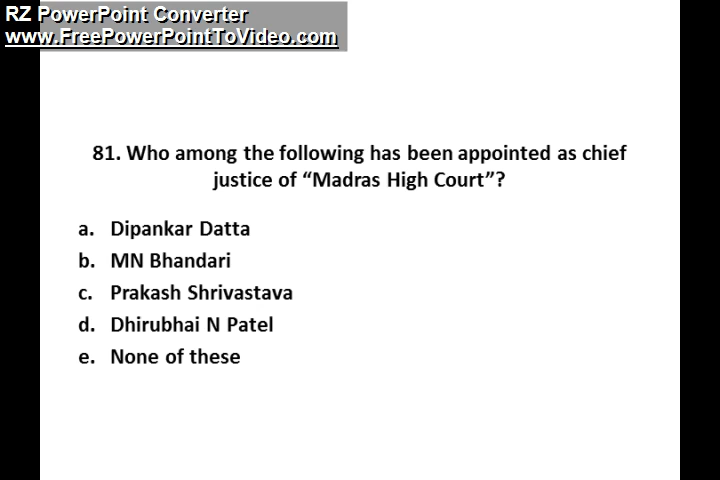 RZ PowerPoint Converter
www.FreePowerPointToVideo.com
81. Who among the following has been appointed as chief
justice of “Madras High Court”?
a. Dipankar Datta
b. MN Bhandari
c. Prakash Shrivastava
d. Dhirubhai N Patel
e. None of these